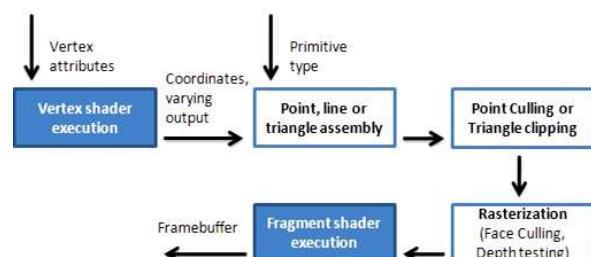 Vertex
attributes
Primitive
type
Coordinates,
varying
output
Vertex shader
execution
Point, line or
triangle assembly
Point Culling or
Triangle clipping
Rasterization
(Face Culling,
Depth testing)
Fragment shader
execution
Framebuffer